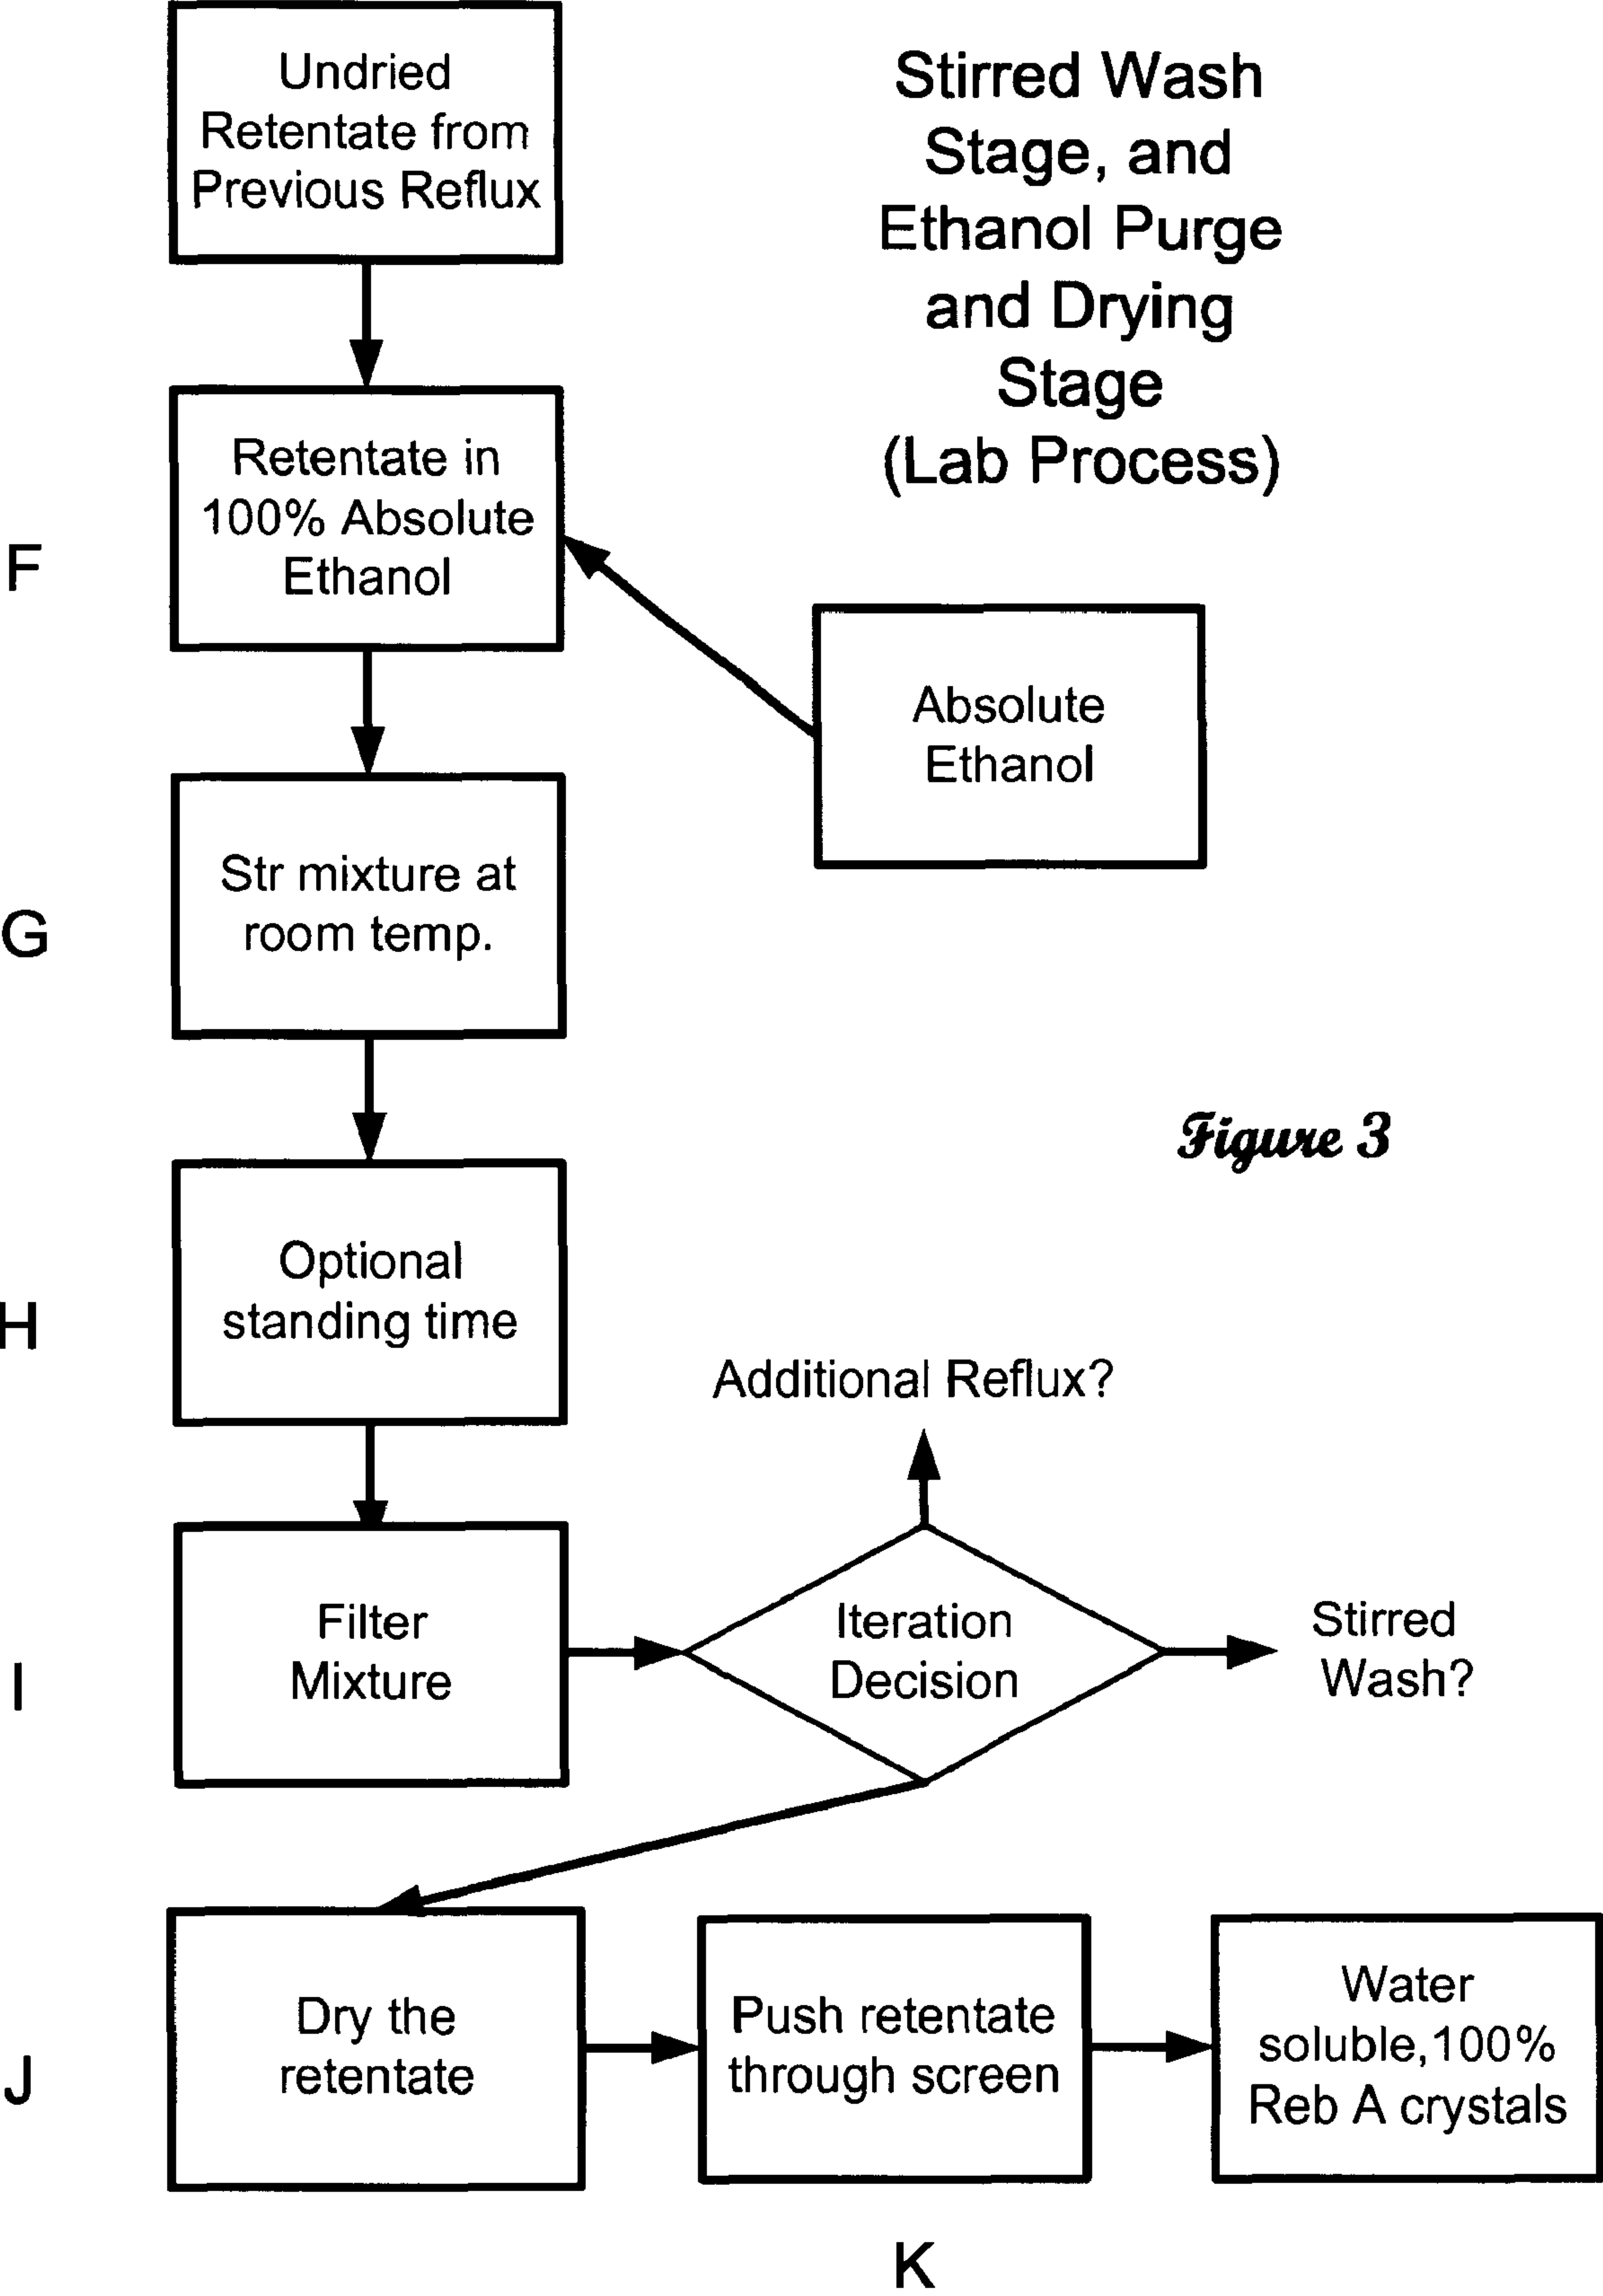 Undried
Retentate from
Previous Reflux
Stirred Wash
Stage, and
Ethanol Purge
and Drying
Stage
(Lab Process)
Retentate in
100% Absolute
Ethanol
F
Absolute
Ethanol
Str mixture at
room temp.
G
Figure 3
Optional
standing time
H
Additional Reflux?
Filter
Mixture
I
Iteration
Decision
Stirred
Wash?
Dry the
retentate
J
Push retentate
through screen
Water
soluble,100%
Reb A crystals
K